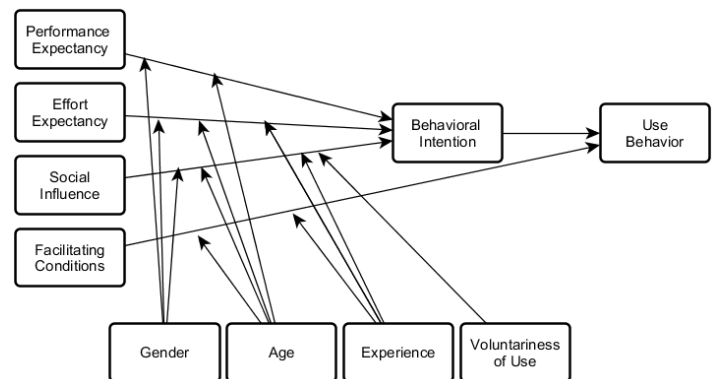 Performance
Expectancy
Effort
Expectancy
Social
Influence
Facilitating
Conditions
Behavioral
Intention
Use
Behavior
Gender
Age
Experience
Voluntariness
of Use